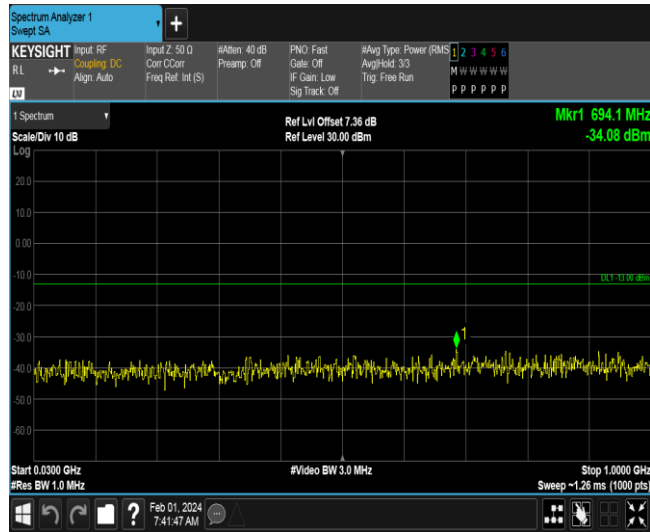 Spectrum Analyzer 1
Swept SA
+
KEYSIGHT Input: RF Input Z: 50 Ω #Atten: 40 dB PNO: Fast #Avg Type: Power (RMS 1 2 3 4 5 6
RL Coupling: DC Corr CCorr Preamp: Off Gate: Off Avg|Hold: 3/3 M W W W W W
Align: Auto Freq Ref: Int (S) IF Gain: Low Trig: Free Run
LXI Sig Track: Off P P P P P P
1 Spectrum Ref Lvl Offset 7.36 dB Mkr1 694.1 MHz
Scale/Div 10 dB Ref Level 30.00 dBm -34.08 dBm
Log
20.0
10.0
0.00
-10.0 DL1 -13.00 dBm
-20.0
-30.0 1
-40.0
-50.0
-60.0
Start 0.0300 GHz #Video BW 3.0 MHz Stop 1.0000 GHz
#Res BW 1.0 MHz Sweep ~1.26 ms (1000 pts)
? Feb 01, 2024
7:41:47 AM